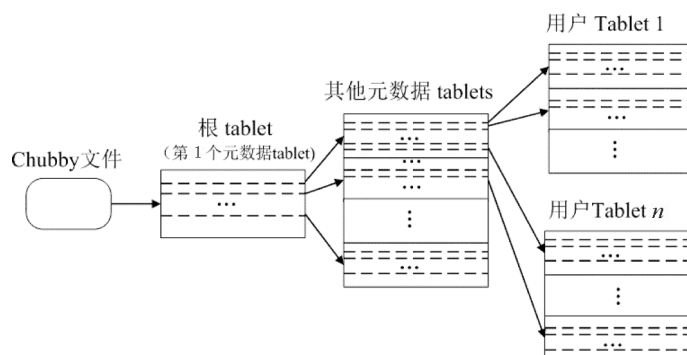 用户 Tablet 1
其他元数据 tablets
根 tablet
（第 1 个元数据tablet）
Chubby文件
用户Tablet n